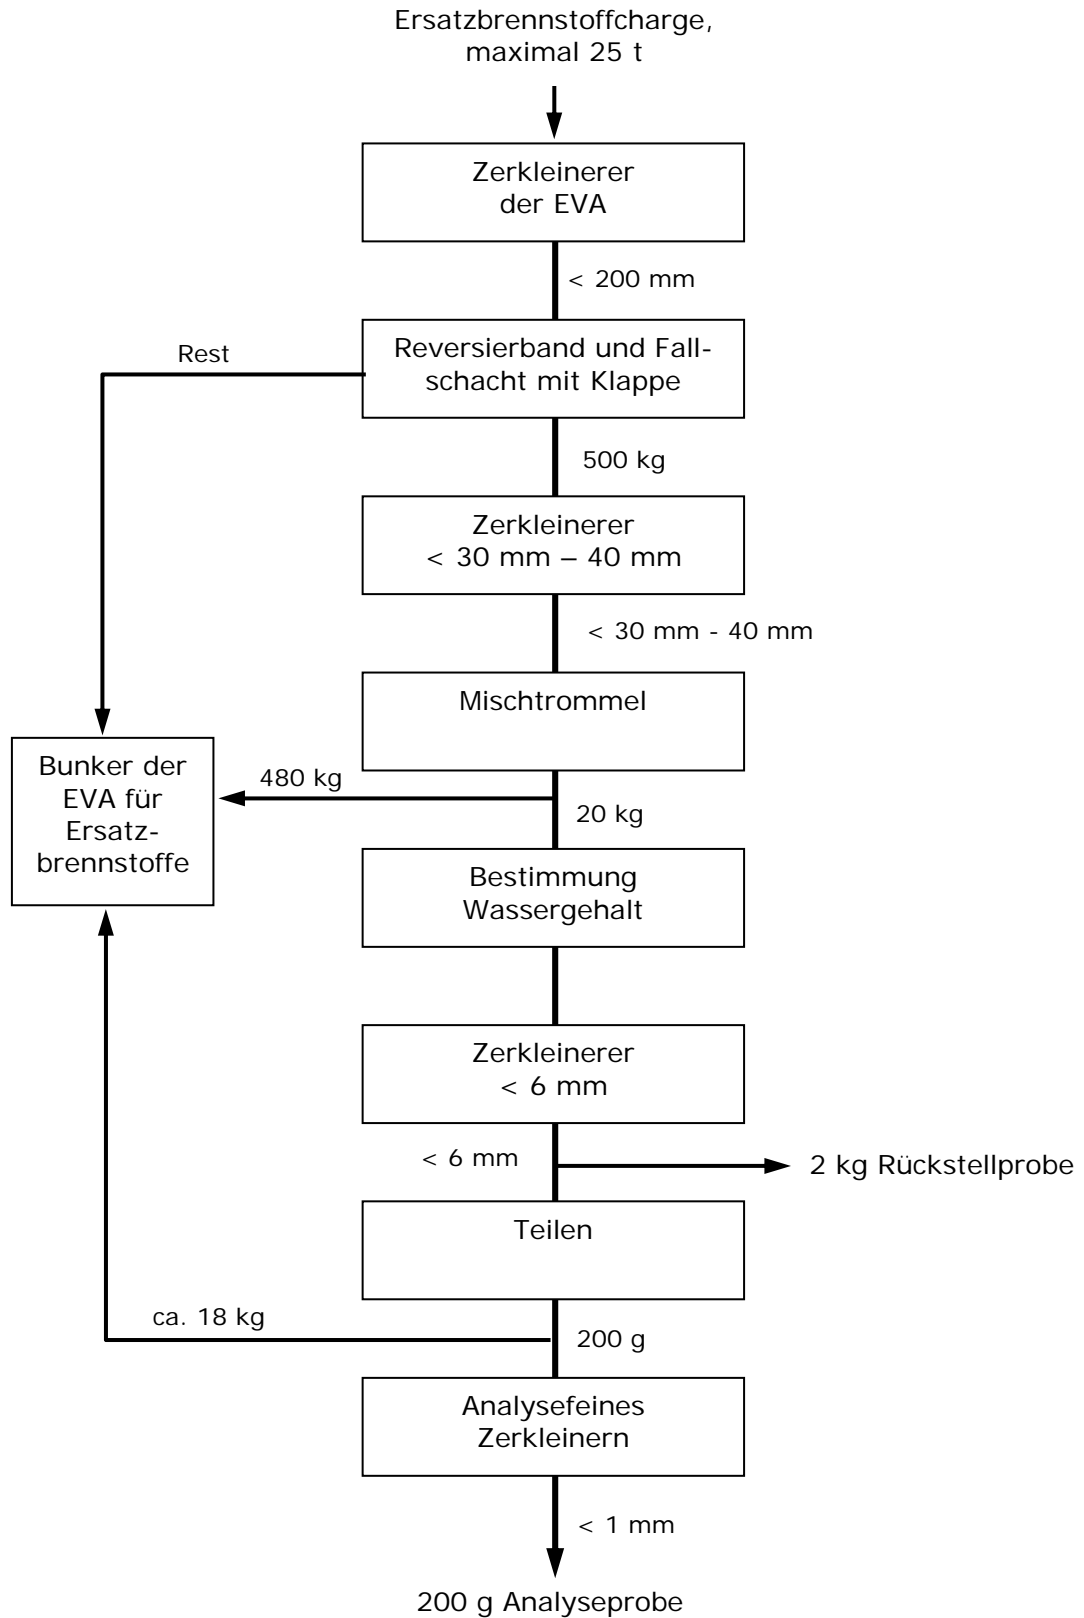 Ersatzbrennstoffcharge,
maximal 25 t
Zerkleinerer
der EVA
< 200 mm
Reversierband und Fall-
schacht mit Klappe
Rest
500 kg
Zerkleinerer
< 30 mm – 40 mm
< 30 mm - 40 mm
Mischtrommel
Bunker der
EVA für
Ersatz-
brennstoffe
480 kg
20 kg
Bestimmung
Wassergehalt
Zerkleinerer
< 6 mm
< 6 mm
2 kg Rückstellprobe
Teilen
ca. 18 kg
200 g
Analysefeines
Zerkleinern
< 1 mm
200 g Analyseprobe